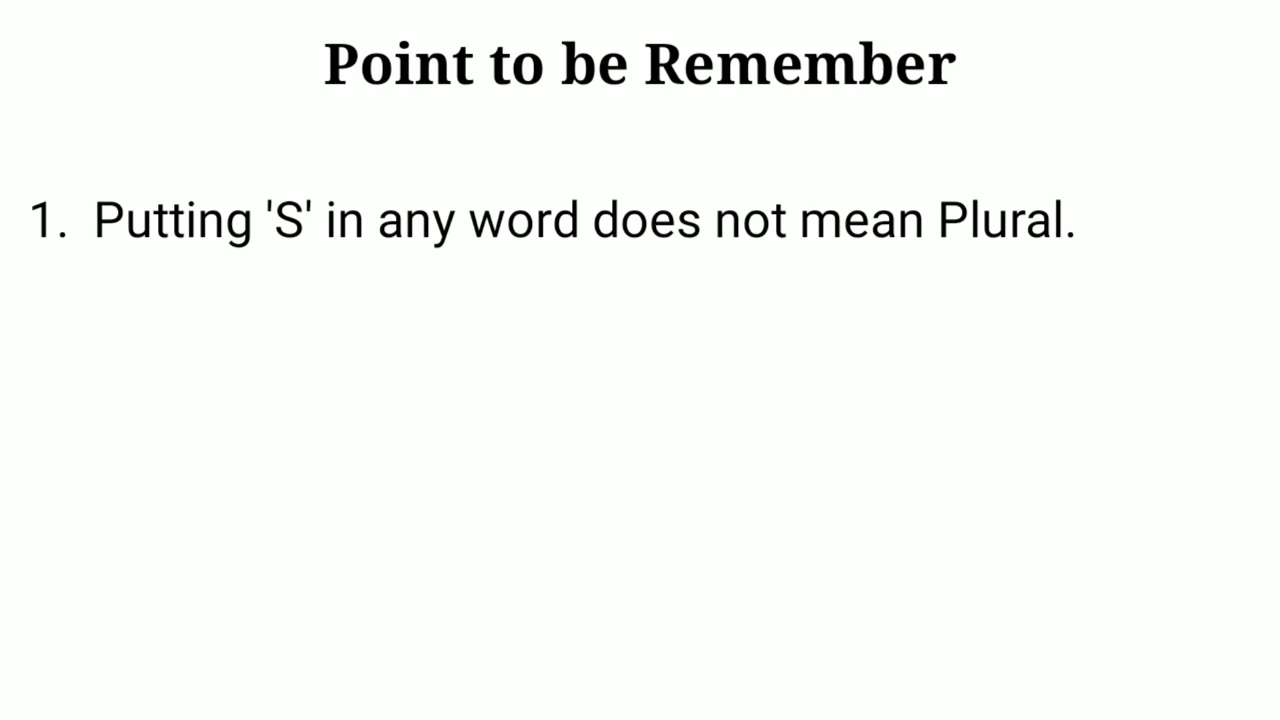 Point to be Remember
1. Putting 'S' in any word does not mean Plural.